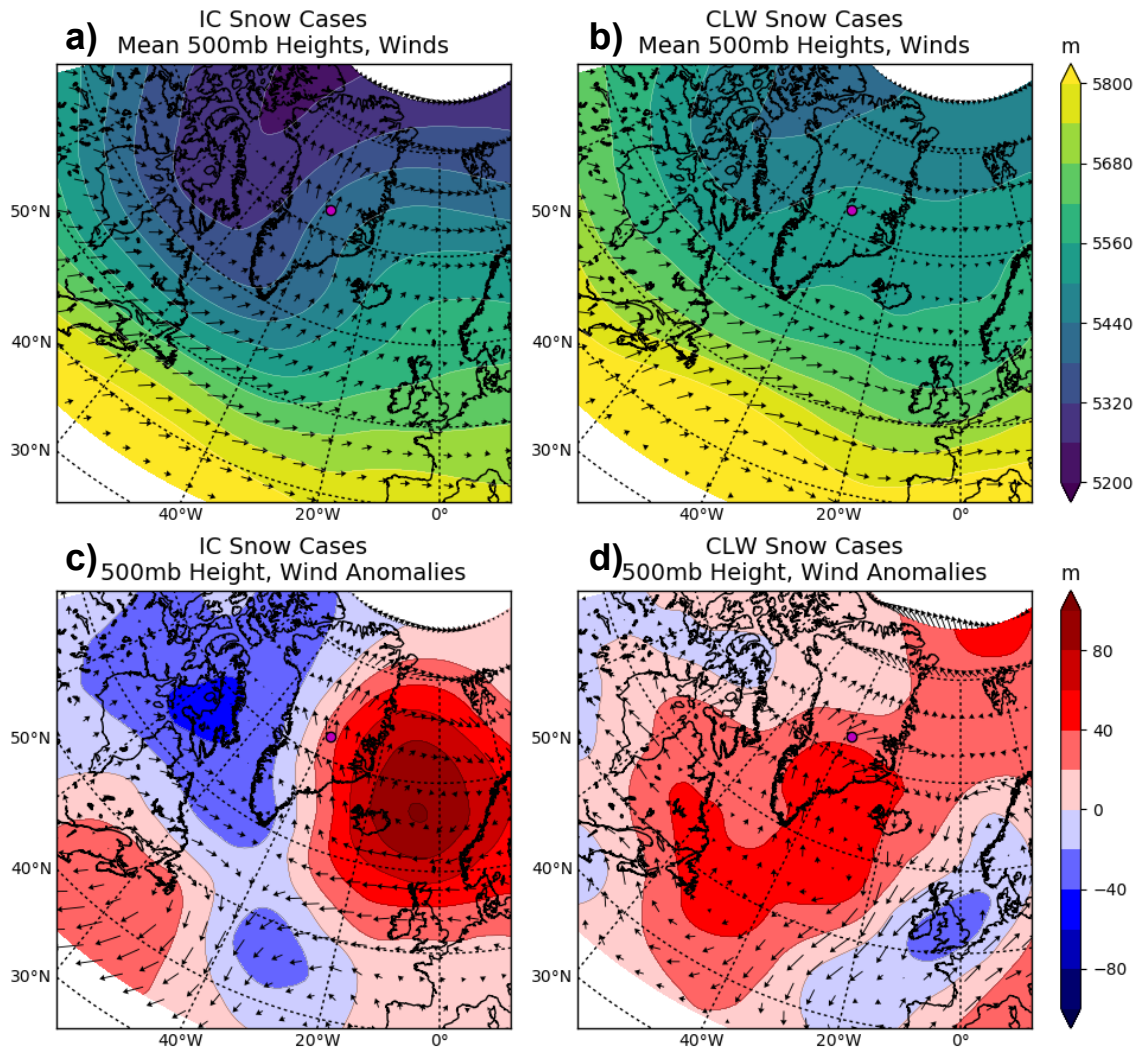 a)
IC Snow Cases
Mean 500mb Heights, Winds
b)
CLW Snow Cases
Mean 500mb Heights, Winds
m
50°N
40°N
30°N
40°W
20°W
0°
50°N
40°N
30°N
40°W
20°W
0°
5800
5680
5560
5440
5320
5200
c)
IC Snow Cases
500mb Height, Wind Anomalies
d)
CLW Snow Cases
500mb Height, Wind Anomalies
m
50°N
40°N
30°N
40°W
20°W
0°
50°N
40°N
30°N
40°W
20°W
0°
80
40
0
−40
−80